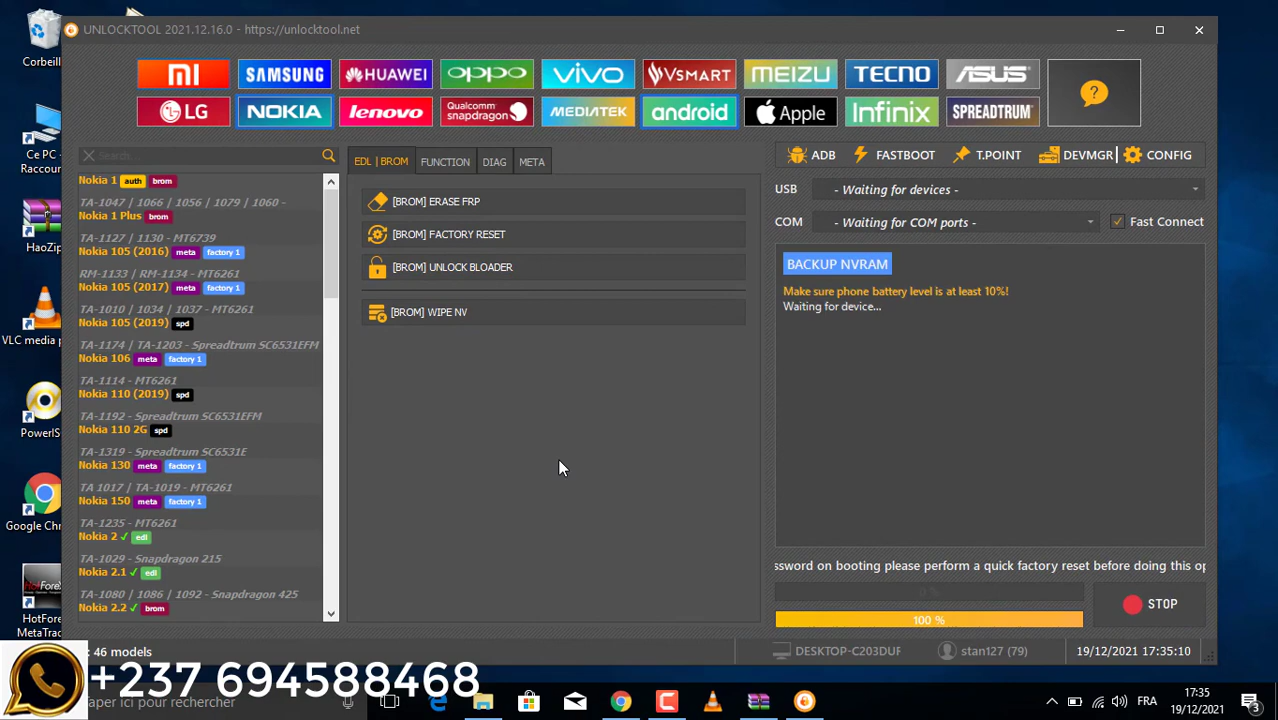 Corbeill
Ce PC -
Raccour
HaoZip
VLC media p
PowerIS
Google Chro
HotForeX
HotFore
MetaTrad
UNLOCKTOOL 2021.12.16.0 - https://unlocktool.net
MI SAMSUNG HUAWEI OPPO VIVO VSMART MEIZU TECNO ASUS ?
LG NOKIA lenovo Qualcomm snapdragon MEDIATEK android Apple Infinix SPREADTRUM
Search...
EDL | BROM FUNCTION DIAG META
ADB FASTBOOT T.POINT DEVMGR CONFIG
Nokia 1 auth brom
TA-1047 / 1066 / 1056 / 1079 / 1060 -
Nokia 1 Plus brom
TA-1127 / 1130 - MT6739
Nokia 105 (2016) meta factory 1
RM-1133 / RM-1134 - MT6261
Nokia 105 (2017) meta factory 1
TA-1010 / 1034 / 1037 - MT6261
Nokia 105 (2019) spd
TA-1174 / TA-1203 - Spreadtrum SC6531EFM
Nokia 106 meta factory 1
TA-1114 - MT6261
Nokia 110 (2019) spd
TA-1192 - Spreadtrum SC6531EFM
Nokia 110 2G spd
TA-1319 - Spreadtrum SC6531E
Nokia 130 meta factory 1
TA 1017 / TA-1019 - MT6261
Nokia 150 meta factory 1
TA-1235 - MT6261
Nokia 2 ✓ edl
TA-1029 - Snapdragon 215
Nokia 2.1 ✓ edl
TA-1080 / 1086 / 1092 - Snapdragon 425
Nokia 2.2 ✓ brom
[BROM] ERASE FRP
[BROM] FACTORY RESET
[BROM] UNLOCK BLOADER
[BROM] WIPE NV
USB - Waiting for devices -
COM - Waiting for COM ports - Fast Connect
BACKUP NVRAM
Make sure phone battery level is at least 10%!
Waiting for device...
ssword on booting please perform a quick factory reset before doing this op
0 %
100 %
STOP
: 46 models
DESKTOP-C203DUF
stan127 (79)
19/12/2021 17:35:10
+237 694588468
aper ici pour rechercher
FRA
17:35
19/12/2021
3